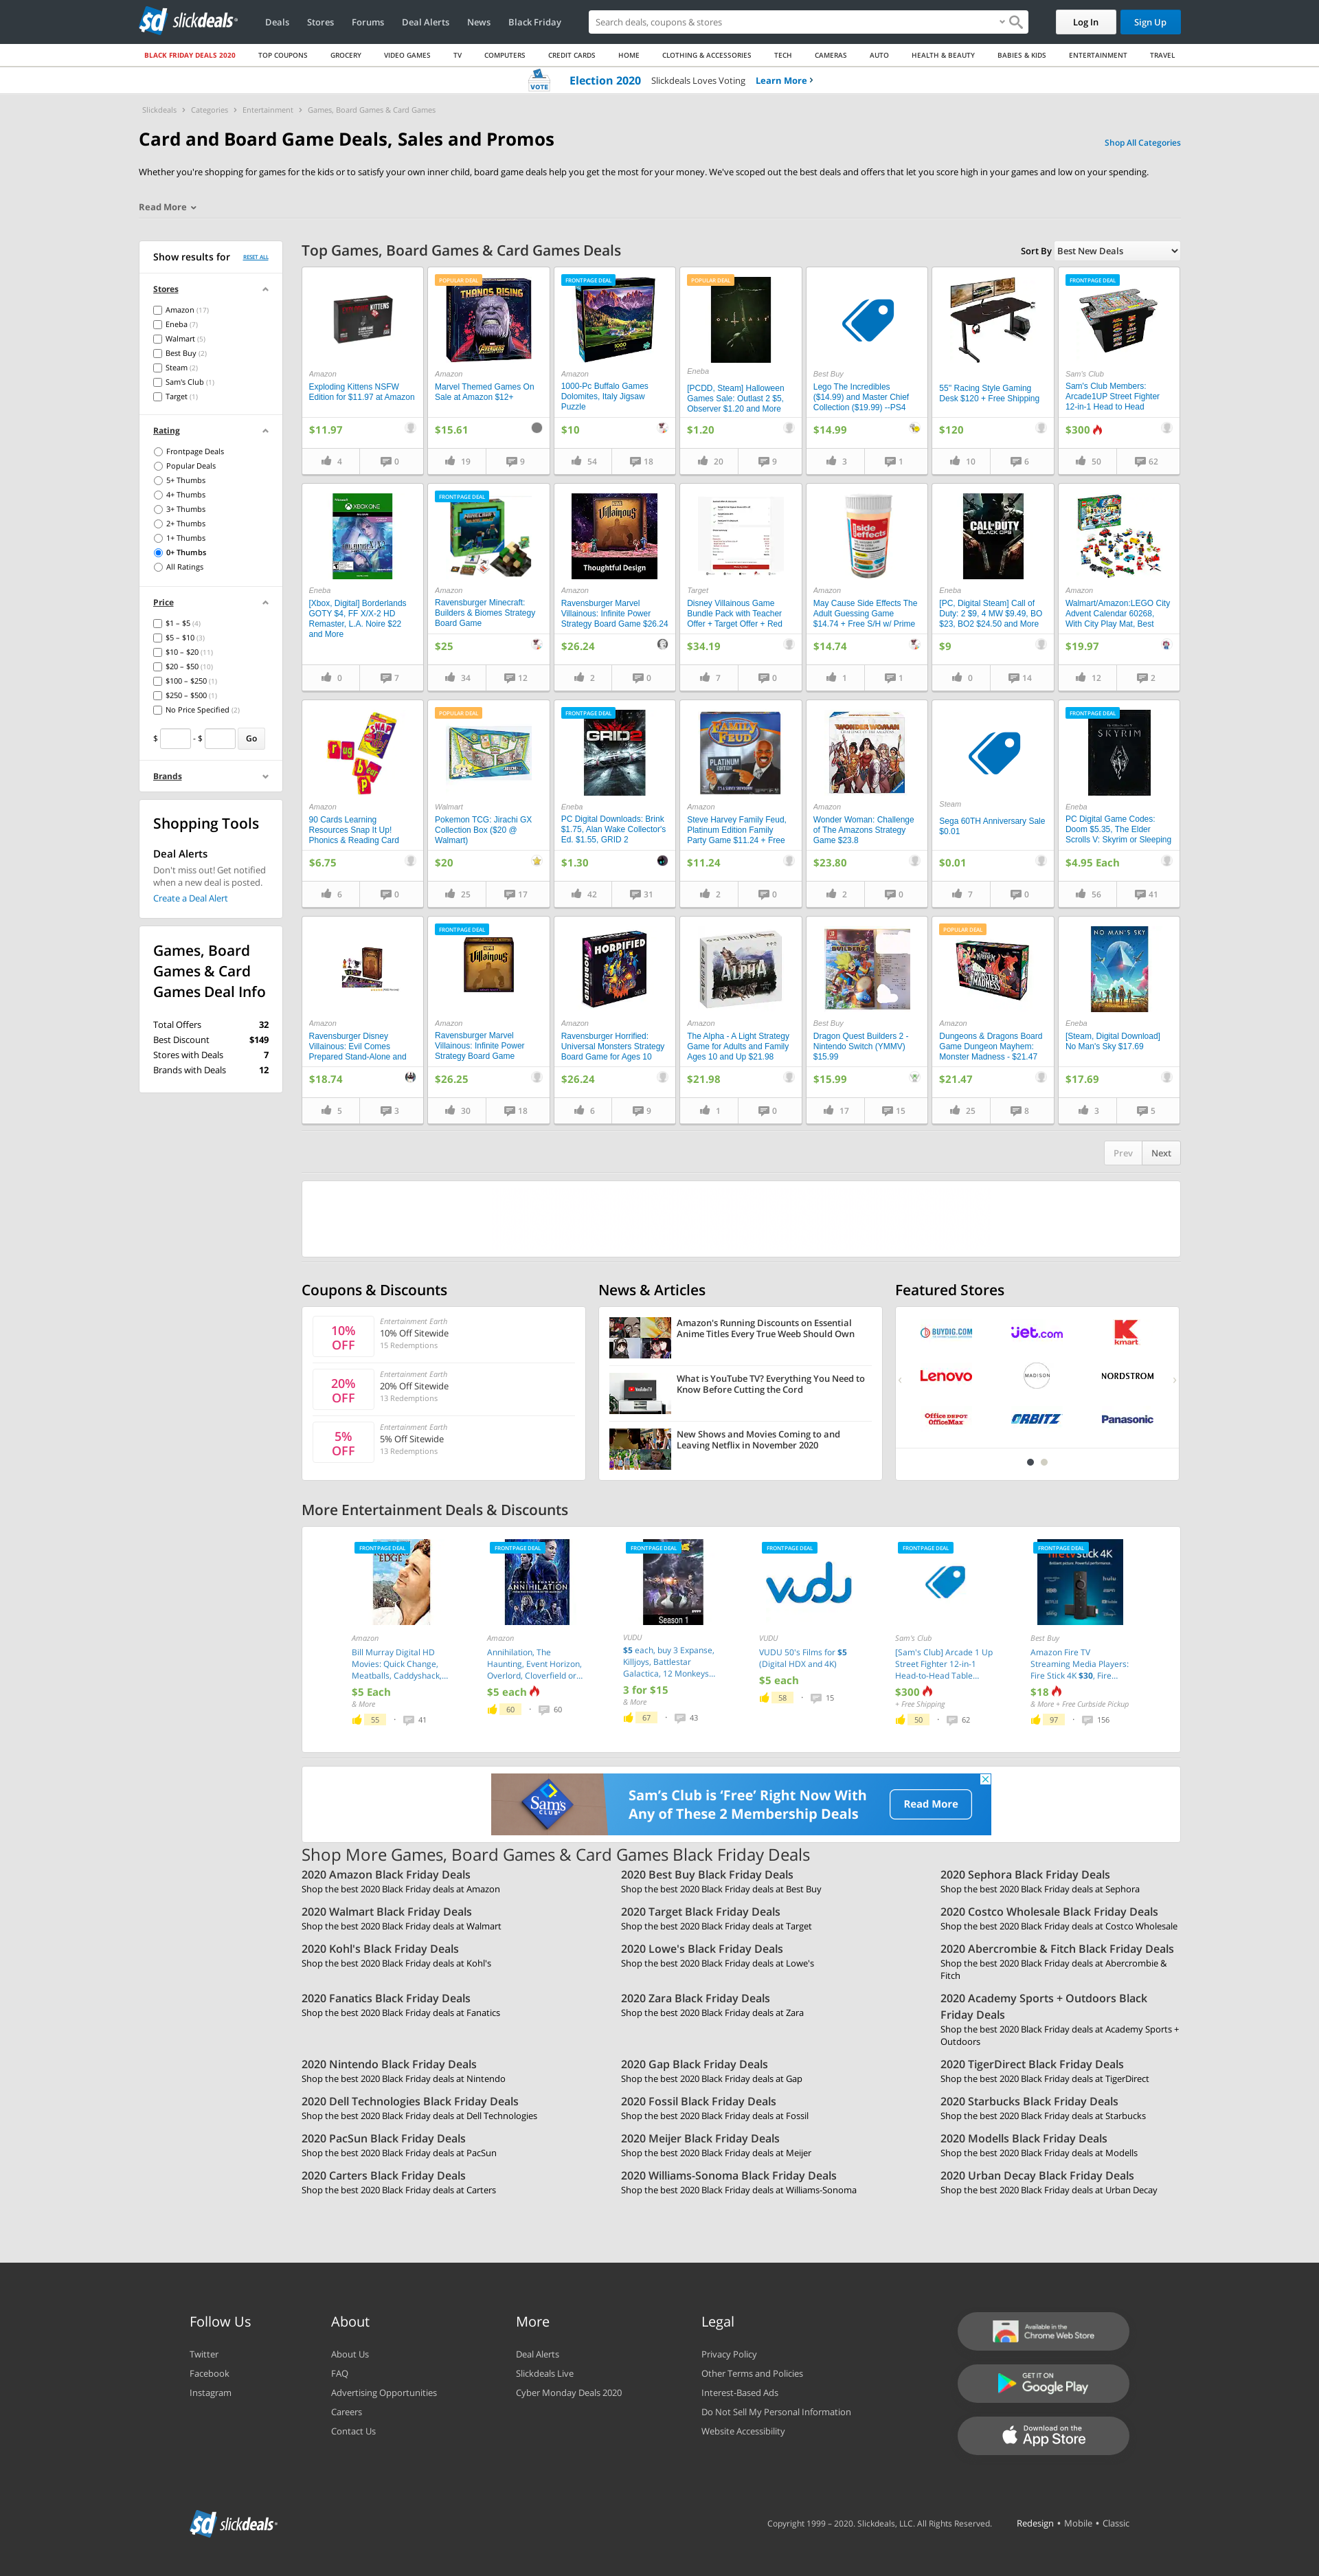 slickdeals
Deals
Stores
Forums
Deal Alerts
News
Black Friday
Search deals, coupons & stores
Log In
Sign Up
BLACK FRIDAY DEALS 2020
TOP COUPONS
GROCERY
VIDEO GAMES
TV
COMPUTERS
CREDIT CARDS
HOME
CLOTHING & ACCESSORIES
TECH
CAMERAS
AUTO
HEALTH & BEAUTY
BABIES & KIDS
ENTERTAINMENT
TRAVEL
VOTE
Election 2020 Slickdeals Loves Voting Learn More
Slickdeals > Categories > Entertainment > Games, Board Games & Card Games
Card and Board Game Deals, Sales and Promos
Shop All Categories
Whether you're shopping for games for the kids or to satisfy your own inner child, board game deals help you get the most for your money. We've scoped out the best deals and offers that let you score high in your games and low on your spending.
Read More
Show results for
RESET ALL
Stores
Amazon (17)
Eneba (7)
Walmart (5)
Best Buy (2)
Steam (2)
Sam's Club (1)
Target (1)
Rating
Frontpage Deals
Popular Deals
5+ Thumbs
4+ Thumbs
3+ Thumbs
2+ Thumbs
1+ Thumbs
0+ Thumbs
All Ratings
Price
$1 – $5 (4)
$5 – $10 (3)
$10 – $20 (11)
$20 – $50 (10)
$100 – $250 (1)
$250 – $500 (1)
No Price Specified (2)
$ - $ Go
Brands
Shopping Tools
Deal Alerts
Don't miss out! Get notified
when a new deal is posted.
Create a Deal Alert
Games, Board
Games & Card
Games Deal Info
Total Offers 32
Best Discount $149
Stores with Deals 7
Brands with Deals 12
Top Games, Board Games & Card Games Deals
Sort By Best New Deals
Amazon
Exploding Kittens NSFW
Edition for $11.97 at Amazon
$11.97
4 0
POPULAR DEAL
THANOS RISING
Amazon
Marvel Themed Games On
Sale at Amazon $12+
$15.61
19 9
FRONTPAGE DEAL
Amazon
1000-Pc Buffalo Games
Dolomites, Italy Jigsaw
Puzzle
$10
54 18
POPULAR DEAL
OUTLAST
Eneba
[PCDD, Steam] Halloween
Games Sale: Outlast 2 $5,
Observer $1.20 and More
$1.20
20 9
Best Buy
Lego The Incredibles
($14.99) and Master Chief
Collection ($19.99) --PS4
$14.99
3 1
55" Racing Style Gaming
Desk $120 + Free Shipping
$120
10 6
FRONTPAGE DEAL
Sam's Club
Sam's Club Members:
Arcade1UP Street Fighter
12-in-1 Head to Head
$300
50 62
XBOX ONE
Eneba
[Xbox, Digital] Borderlands
GOTY $4, FF X/X-2 HD
Remaster, L.A. Noire $22
and More
0 7
FRONTPAGE DEAL
Amazon
Ravensburger Minecraft:
Builders & Biomes Strategy
Board Game
$25
34 12
Villainous
Thoughtful Design
Amazon
Ravensburger Marvel
Villainous: Infinite Power
Strategy Board Game $26.24
$26.24
2 0
Target
Disney Villainous Game
Bundle Pack with Teacher
Offer + Target Offer + Red
$34.19
7 0
side
effects
Amazon
May Cause Side Effects The
Adult Guessing Game
$14.74 + Free S/H w/ Prime
$14.74
1 1
CALL OF DUTY
BLACK OPS
Eneba
[PC, Digital Steam] Call of
Duty: 2 $9, 4 MW $9.49, BO
$23, BO2 $24.50 and More
$9
0 14
Amazon
Walmart/Amazon:LEGO City
Advent Calendar 60268,
With City Play Mat, Best
$19.97
12 2
Amazon
90 Cards Learning
Resources Snap It Up!
Phonics & Reading Card
$6.75
6 0
POPULAR DEAL
Walmart
Pokemon TCG: Jirachi GX
Collection Box ($20 @
Walmart)
$20
25 17
FRONTPAGE DEAL
GRID2
Eneba
PC Digital Downloads: Brink
$1.75, Alan Wake Collector's
Ed. $1.55, GRID 2
$1.30
42 31
FAMILY
FEUD
PLATINUM
EDITION
Amazon
Steve Harvey Family Feud,
Platinum Edition Family
Party Game $11.24 + Free
$11.24
2 0
WONDER WOMAN
Amazon
Wonder Woman: Challenge
of The Amazons Strategy
Game $23.8
$23.80
2 0
Steam
Sega 60TH Anniversary Sale
$0.01
$0.01
7 0
FRONTPAGE DEAL
SKYRIM
Eneba
PC Digital Game Codes:
Doom $5.35, The Elder
Scrolls V: Skyrim or Sleeping
$4.95 Each
56 41
Amazon
Ravensburger Disney
Villainous: Evil Comes
Prepared Stand-Alone and
$18.74
5 3
FRONTPAGE DEAL
Villainous
Amazon
Ravensburger Marvel
Villainous: Infinite Power
Strategy Board Game
$26.25
30 18
HORRIFIED
Amazon
Ravensburger Horrified:
Universal Monsters Strategy
Board Game for Ages 10
$26.24
6 9
ALPHA
Amazon
The Alpha - A Light Strategy
Game for Adults and Family
Ages 10 and Up $21.98
$21.98
1 0
BUILDERS
Best Buy
Dragon Quest Builders 2 -
Nintendo Switch (YMMV)
$15.99
$15.99
17 15
POPULAR DEAL
MONSTER
MADNESS
Amazon
Dungeons & Dragons Board
Game Dungeon Mayhem:
Monster Madness - $21.47
$21.47
25 8
NO MAN'S SKY
Eneba
[Steam, Digital Download]
No Man's Sky $17.69
$17.69
3 5
Prev Next
Coupons & Discounts
10%
OFF
Entertainment Earth
10% Off Sitewide
15 Redemptions
20%
OFF
Entertainment Earth
20% Off Sitewide
13 Redemptions
5%
OFF
Entertainment Earth
5% Off Sitewide
13 Redemptions
News & Articles
Amazon's Running Discounts on Essential
Anime Titles Every True Weeb Should Own
What is YouTube TV? Everything You Need to
Know Before Cutting the Cord
New Shows and Movies Coming to and
Leaving Netflix in November 2020
Featured Stores
BUYDIG.COM
Jet.com
kmart
Lenovo
MADISON
NORDSTROM
Office DEPOT
OfficeMax
ORBITZ
Panasonic
More Entertainment Deals & Discounts
FRONTPAGE DEAL
EDGE
Amazon
Bill Murray Digital HD
Movies: Quick Change,
Meatballs, Caddyshack,...
$5 Each
& More
55 · 41
FRONTPAGE DEAL
ANNIHILATION
Amazon
Annihilation, The
Haunting, Event Horizon,
Overlord, Cloverfield or...
$5 each
60 · 60
FRONTPAGE DEAL
Season 1
VUDU
$5 each, buy 3 Expanse,
Killjoys, Battlestar
Galactica, 12 Monkeys...
3 for $15
& More
67 · 43
FRONTPAGE DEAL
vudu
VUDU
VUDU 50's Films for $5
(Digital HDX and 4K)
$5 each
58 · 15
FRONTPAGE DEAL
Sam's Club
[Sam's Club] Arcade 1 Up
Street Fighter 12-in-1
Head-to-Head Table...
$300
+ Free Shipping
50 · 62
FRONTPAGE DEAL
fire tv stick 4K
Best Buy
Amazon Fire TV
Streaming Media Players:
Fire Stick 4K $30, Fire...
$18
& More + Free Curbside Pickup
97 · 156
Sam's
CLUB
Sam's Club is 'Free' Right Now With
Any of These 2 Membership Deals
Read More
Shop More Games, Board Games & Card Games Black Friday Deals
2020 Amazon Black Friday Deals
Shop the best 2020 Black Friday deals at Amazon
2020 Best Buy Black Friday Deals
Shop the best 2020 Black Friday deals at Best Buy
2020 Sephora Black Friday Deals
Shop the best 2020 Black Friday deals at Sephora
2020 Walmart Black Friday Deals
Shop the best 2020 Black Friday deals at Walmart
2020 Target Black Friday Deals
Shop the best 2020 Black Friday deals at Target
2020 Costco Wholesale Black Friday Deals
Shop the best 2020 Black Friday deals at Costco Wholesale
2020 Kohl's Black Friday Deals
Shop the best 2020 Black Friday deals at Kohl's
2020 Lowe's Black Friday Deals
Shop the best 2020 Black Friday deals at Lowe's
2020 Abercrombie & Fitch Black Friday Deals
Shop the best 2020 Black Friday deals at Abercrombie &
Fitch
2020 Fanatics Black Friday Deals
Shop the best 2020 Black Friday deals at Fanatics
2020 Zara Black Friday Deals
Shop the best 2020 Black Friday deals at Zara
2020 Academy Sports + Outdoors Black
Friday Deals
Shop the best 2020 Black Friday deals at Academy Sports +
Outdoors
2020 Nintendo Black Friday Deals
Shop the best 2020 Black Friday deals at Nintendo
2020 Gap Black Friday Deals
Shop the best 2020 Black Friday deals at Gap
2020 TigerDirect Black Friday Deals
Shop the best 2020 Black Friday deals at TigerDirect
2020 Dell Technologies Black Friday Deals
Shop the best 2020 Black Friday deals at Dell Technologies
2020 Fossil Black Friday Deals
Shop the best 2020 Black Friday deals at Fossil
2020 Starbucks Black Friday Deals
Shop the best 2020 Black Friday deals at Starbucks
2020 PacSun Black Friday Deals
Shop the best 2020 Black Friday deals at PacSun
2020 Meijer Black Friday Deals
Shop the best 2020 Black Friday deals at Meijer
2020 Modells Black Friday Deals
Shop the best 2020 Black Friday deals at Modells
2020 Carters Black Friday Deals
Shop the best 2020 Black Friday deals at Carters
2020 Williams-Sonoma Black Friday Deals
Shop the best 2020 Black Friday deals at Williams-Sonoma
2020 Urban Decay Black Friday Deals
Shop the best 2020 Black Friday deals at Urban Decay
Follow Us
Twitter
Facebook
Instagram
About
About Us
FAQ
Advertising Opportunities
Careers
Contact Us
More
Deal Alerts
Slickdeals Live
Cyber Monday Deals 2020
Legal
Privacy Policy
Other Terms and Policies
Interest-Based Ads
Do Not Sell My Personal Information
Website Accessibility
Available in the
Chrome Web Store
GET IT ON
Google Play
Download on the
App Store
slickdeals
Copyright 1999 – 2020. Slickdeals, LLC. All Rights Reserved.
Redesign • Mobile • Classic